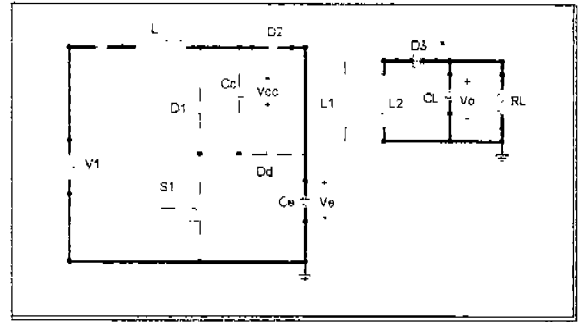 L
D2
D3
Cc
Vcc
+
D1
L1
L2
CL
+
Vo
-
RL
V1
Dd
S1
Ce
+
Ve